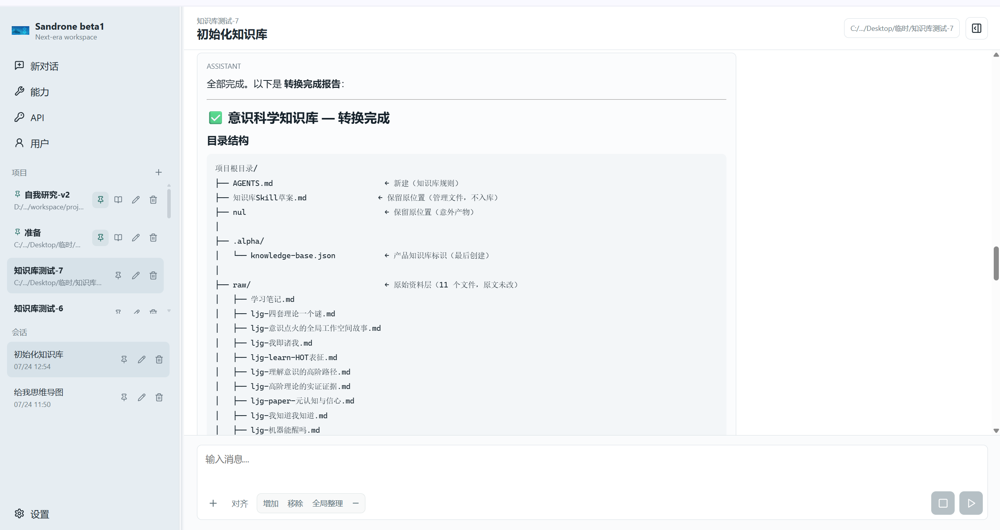 Sandrone beta1
Next-era workspace
新对话
能力
API
用户
项目
自我研究-v2
D:/.../workspace/proj...
准备
C:/.../Desktop/临时/...
知识库测试-7
C:/.../Desktop/临时/知识库...
知识库测试-6
会话
初始化知识库
07/24 12:54
给我思维导图
07/24 11:50
设置
知识库测试-7
初始化知识库
C:/.../Desktop/临时/知识库测试-7
ASSISTANT
全部完成。以下是 转换完成报告：
✅ 意识科学知识库 — 转换完成
目录结构
项目根目录/
├── AGENTS.md ← 新建（知识库规则）
├── 知识库Skill草案.md ← 保留原位置（管理文件，不入库）
├── nul ← 保留原位置（意外产物）
│
├── .alpha/
│   └── knowledge-base.json ← 产品知识库标识（最后创建）
│
├── raw/ ← 原始资料层（11 个文件，原文未改）
│   ├── 学习笔记.md
│   ├── ljg-四套理论一个谜.md
│   ├── ljg-意识点火的全局工作空间故事.md
│   ├── ljg-我即诸我.md
│   ├── ljg-learn-HOT表征.md
│   ├── ljg-理解意识的高阶路径.md
│   ├── ljg-高阶理论的实证证据.md
│   ├── ljg-paper-元认知与信心.md
│   ├── ljg-我知道我知道.md
│   ├── ljg-机器能醒吗.md
输入消息...
对齐 增加 移除 全局整理